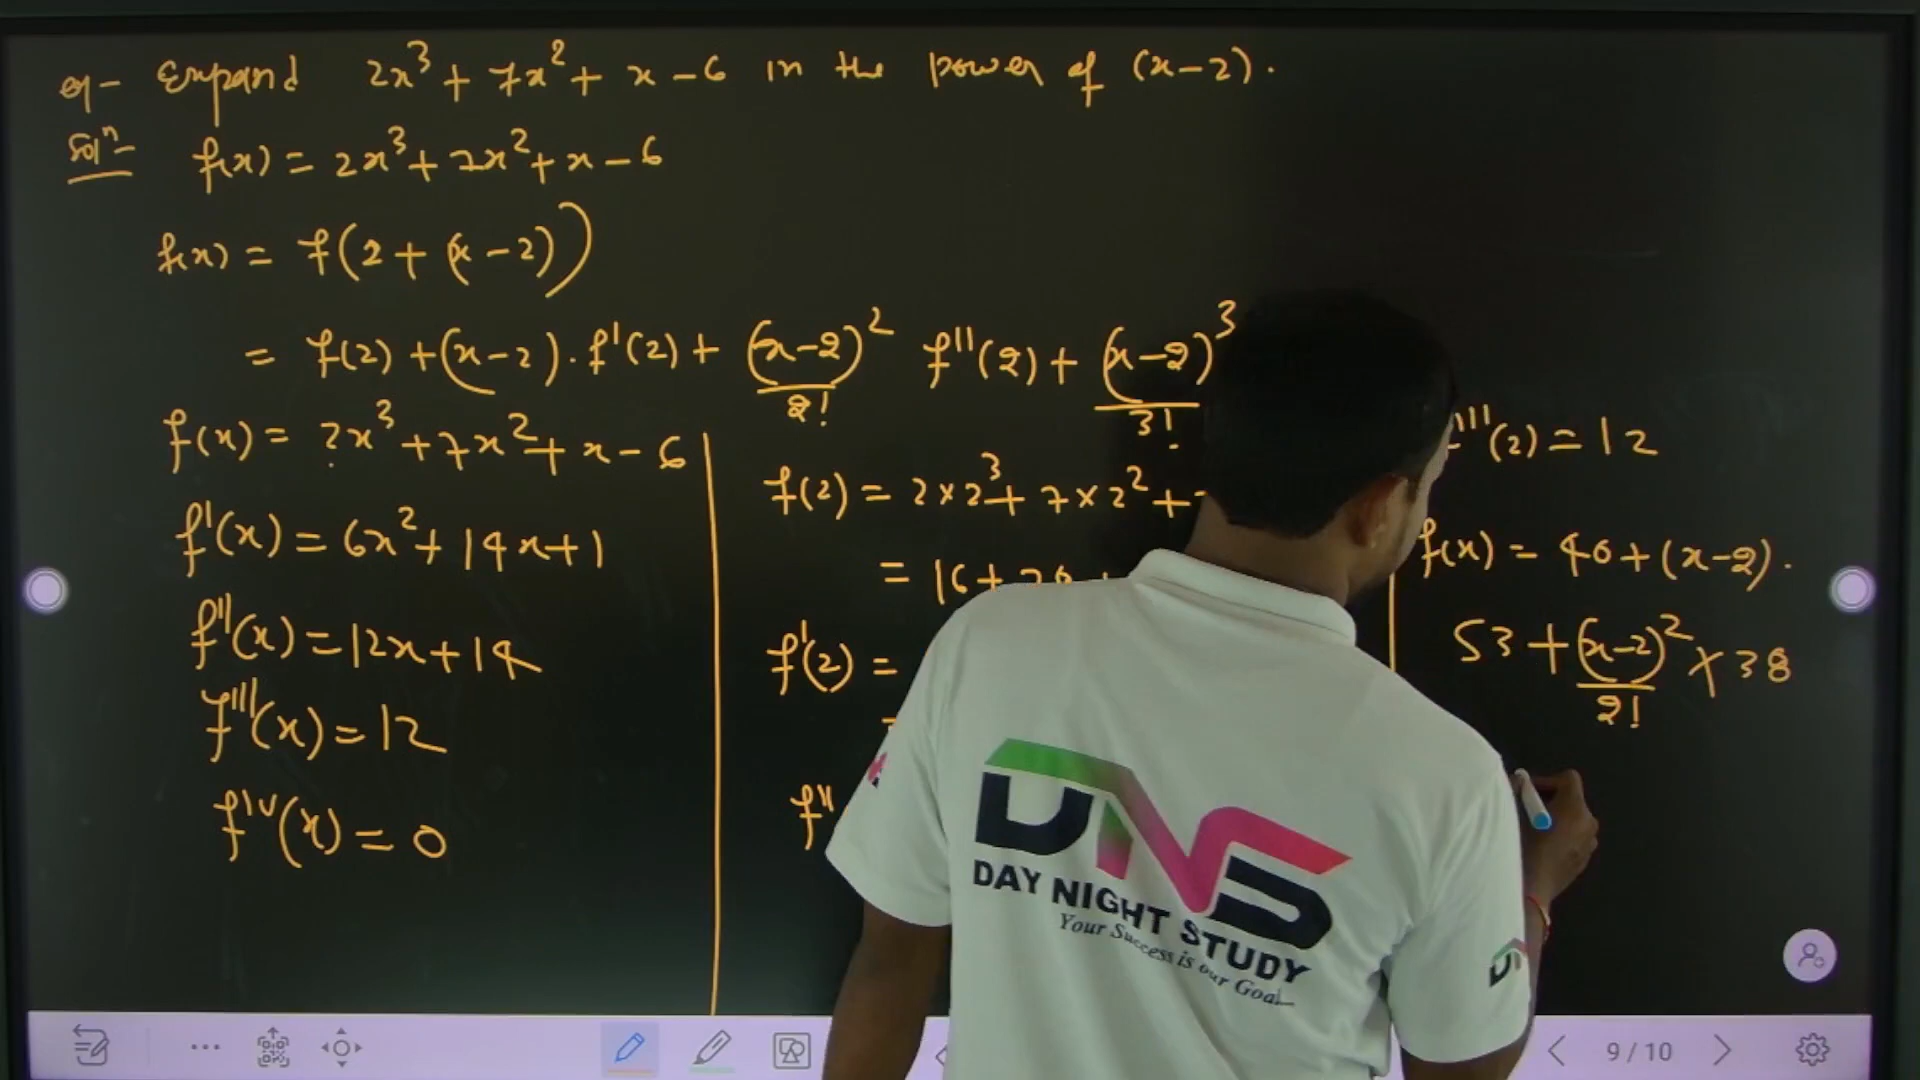 Q- Expand 2x³ + 7x² + x - 6 in the power of (x-2).
Solⁿ- f(x) = 2x³ + 7x² + x - 6
f(x) = f(2 + (x-2))
= f(2) + (x-2). f'(2) + (x-2)²/2! f''(2) + (x-2)³/3!
f(x) = 2x³ + 7x² + x - 6
f'(x) = 6x² + 14x + 1
f''(x) = 12x + 14
f'''(x) = 12
f'ᵛ(x) = 0
f(2) = 2×2³ + 7×2² +
= 16 +
f'(2) =
=
f''
'''(2) = 12
f(x) = 40 + (x-2).
53 + (x-2)²/2! × 38
DNS
DAY NIGHT STUDY
Your Success is our Goal...
9 / 10